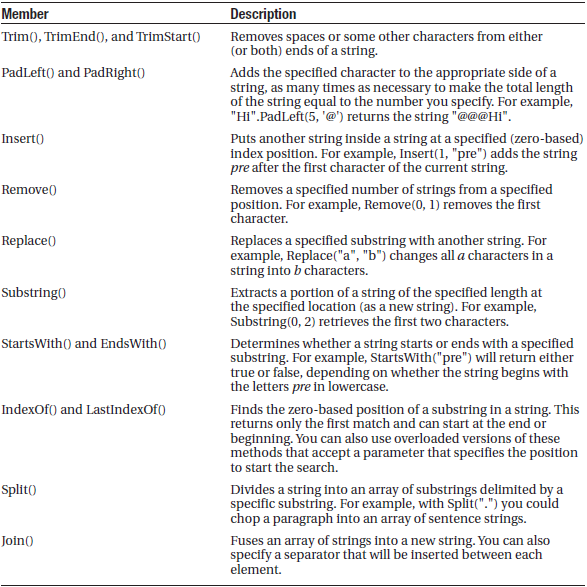 Member Description
Trim(), TrimEnd(), and TrimStart() Removes spaces or some other characters from either
(or both) ends of a string.
PadLeft() and PadRight() Adds the specified character to the appropriate side of a
string, as many times as necessary to make the total length
of the string equal to the number you specify. For example,
"Hi".PadLeft(5, '@') returns the string "@@@Hi".
Insert() Puts another string inside a string at a specified (zero-based)
index position. For example, Insert(1, "pre") adds the string
pre after the first character of the current string.
Remove() Removes a specified number of strings from a specified
position. For example, Remove(0, 1) removes the first
character.
Replace() Replaces a specified substring with another string. For
example, Replace("a", "b") changes all a characters in a
string into b characters.
Substring() Extracts a portion of a string of the specified length at
the specified location (as a new string). For example,
Substring(0, 2) retrieves the first two characters.
StartsWith() and EndsWith() Determines whether a string starts or ends with a specified
substring. For example, StartsWith("pre") will return either
true or false, depending on whether the string begins with
the letters pre in lowercase.
IndexOf() and LastIndexOf() Finds the zero-based position of a substring in a string. This
returns only the first match and can start at the end or
beginning. You can also use overloaded versions of these
methods that accept a parameter that specifies the position
to start the search.
Split() Divides a string into an array of substrings delimited by a
specific substring. For example, with Split(".") you could
chop a paragraph into an array of sentence strings.
Join() Fuses an array of strings into a new string. You can also
specify a separator that will be inserted between each
element.